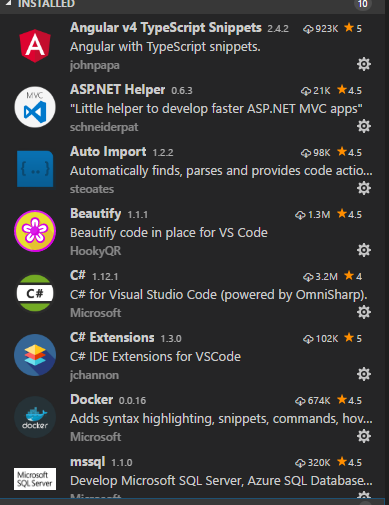 INSTALLED 10
Angular v4 TypeScript Snippets 2.4.2 923K ★5
Angular with TypeScript snippets.
johnpapa
MVC
ASP.NET Helper 0.6.3 21K ★4.5
"Little helper to develop faster ASP.NET MVC apps"
schneiderpat
{..}
Auto Import 1.2.2 98K ★4.5
Automatically finds, parses and provides code actio...
steoates
Beautify 1.1.1 1.3M ★4.5
Beautify code in place for VS Code
HookyQR
C#
C# 1.12.1 3.2M ★4
C# for Visual Studio Code (powered by OmniSharp).
Microsoft
C# Extensions 1.3.0 102K ★5
C# IDE Extensions for VSCode
jchannon
docker
Docker 0.0.16 674K ★4.5
Adds syntax highlighting, snippets, commands, hov...
Microsoft
Microsoft
SQL Server
mssql 1.1.0 320K ★4.5
Develop Microsoft SQL Server, Azure SQL Database...
Microsoft